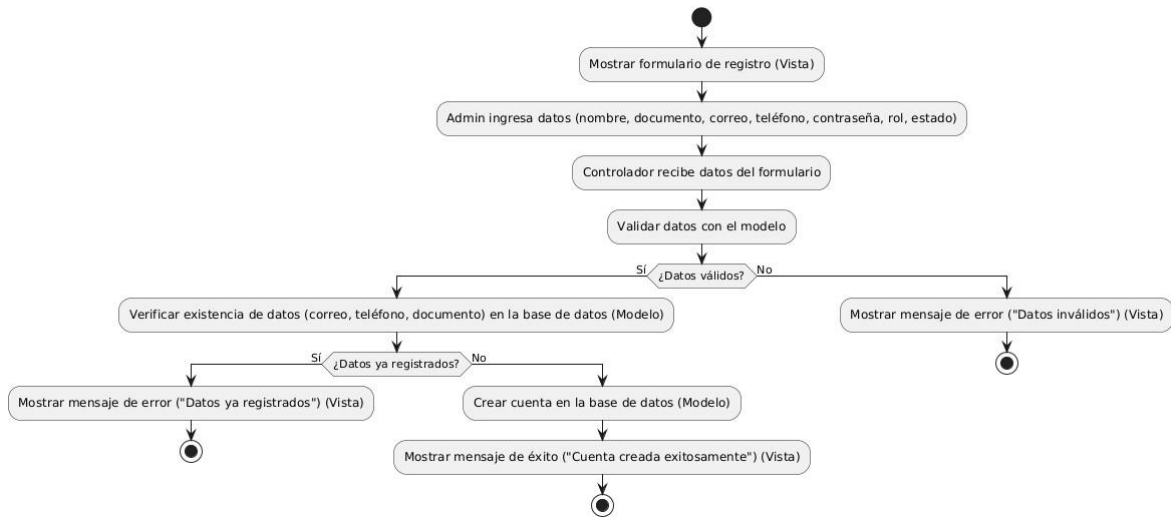 Mostrar formulario de registro (Vista)
Admin ingresa datos (nombre, documento, correo, teléfono, contraseña, rol, estado)
Controlador recibe datos del formulario
Validar datos con el modelo
Sí
¿Datos válidos?
No
Verificar existencia de datos (correo, teléfono, documento) en la base de datos (Modelo)
Mostrar mensaje de error ("Datos inválidos") (Vista)
Sí
¿Datos ya registrados?
No
Mostrar mensaje de error ("Datos ya registrados") (Vista)
Crear cuenta en la base de datos (Modelo)
Mostrar mensaje de éxito ("Cuenta creada exitosamente") (Vista)